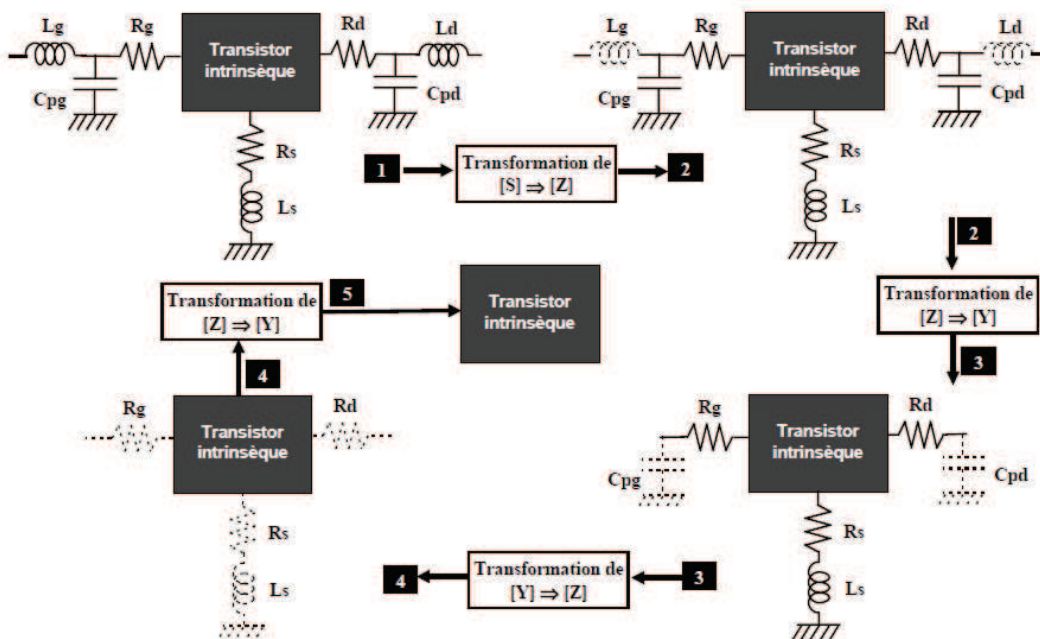 Lg
Rg
Transistor
intrinsèque
Rd
Ld
Cpg
Cpd
Rs
Ls
Lg
Rg
Transistor
intrinsèque
Rd
Ld
Cpg
Cpd
Rs
Ls
1
Transformation de
[S] ⇒ [Z]
2
2
Transformation de
[Z] ⇒ [Y]
3
Transformation de
[Z] ⇒ [Y]
5
Transistor
intrinsèque
4
Rg
Transistor
intrinsèque
Rd
Rs
Ls
Rg
Transistor
intrinsèque
Rd
Cpg
Cpd
Rs
Ls
4
Transformation de
[Y] ⇒ [Z]
3